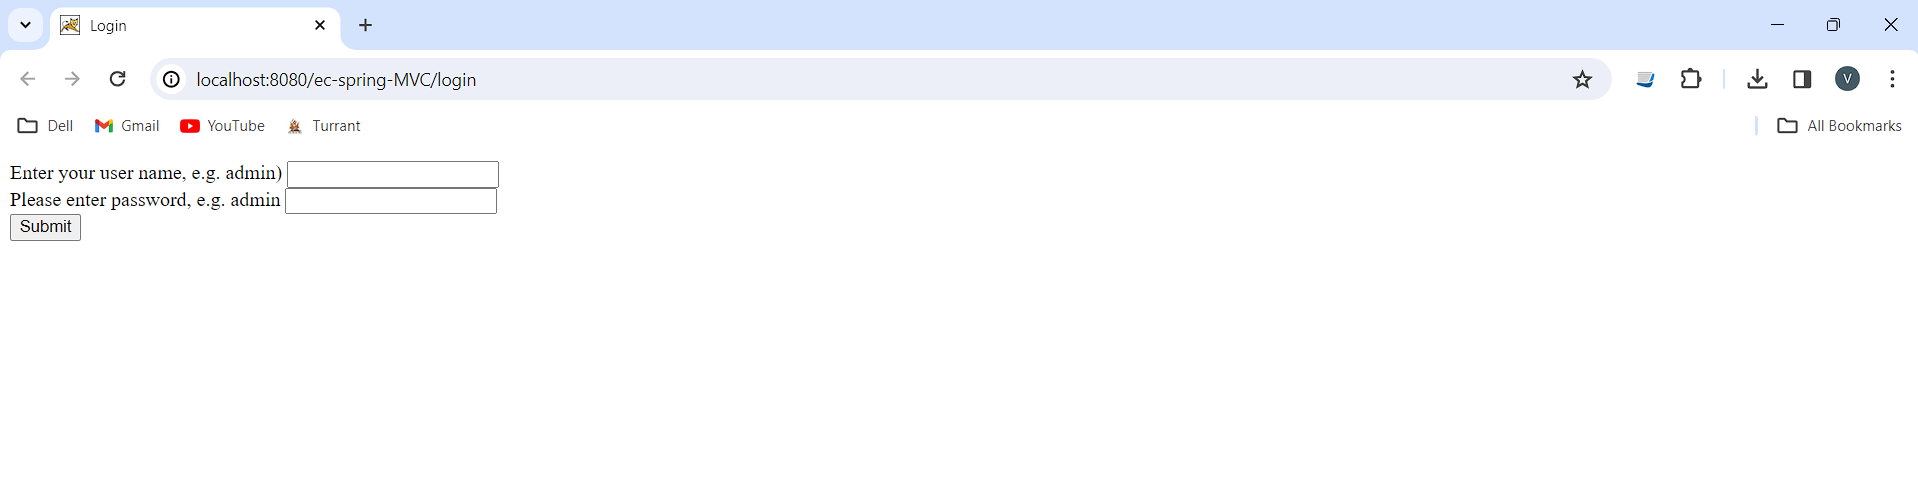 Login
localhost:8080/ec-spring-MVC/login
V
Dell Gmail YouTube Turrant All Bookmarks
Enter your user name, e.g. admin)
Please enter password, e.g. admin
Submit